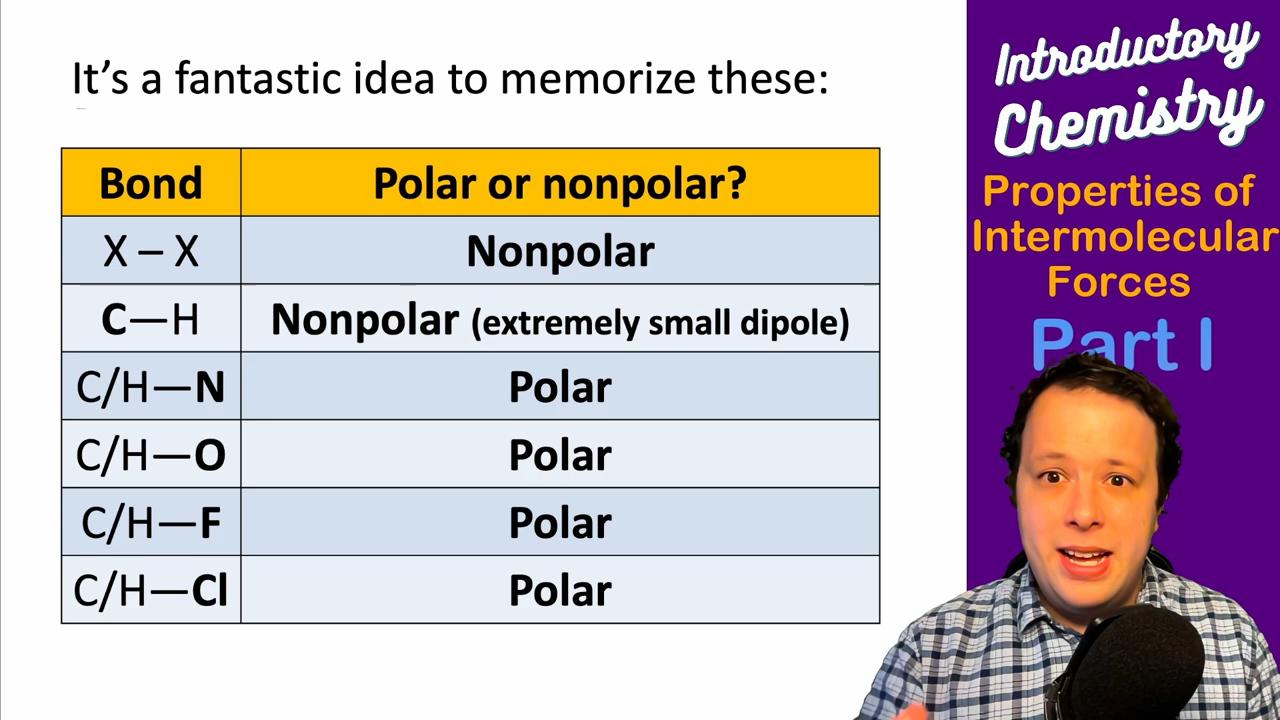 It’s a fantastic idea to memorize these:
Bond Polar or nonpolar?
X – X Nonpolar
C—H Nonpolar (extremely small dipole)
C/H—N Polar
C/H—O Polar
C/H—F Polar
C/H—Cl Polar
Introductory
Chemistry
Properties of
Intermolecular
Forces
Part I